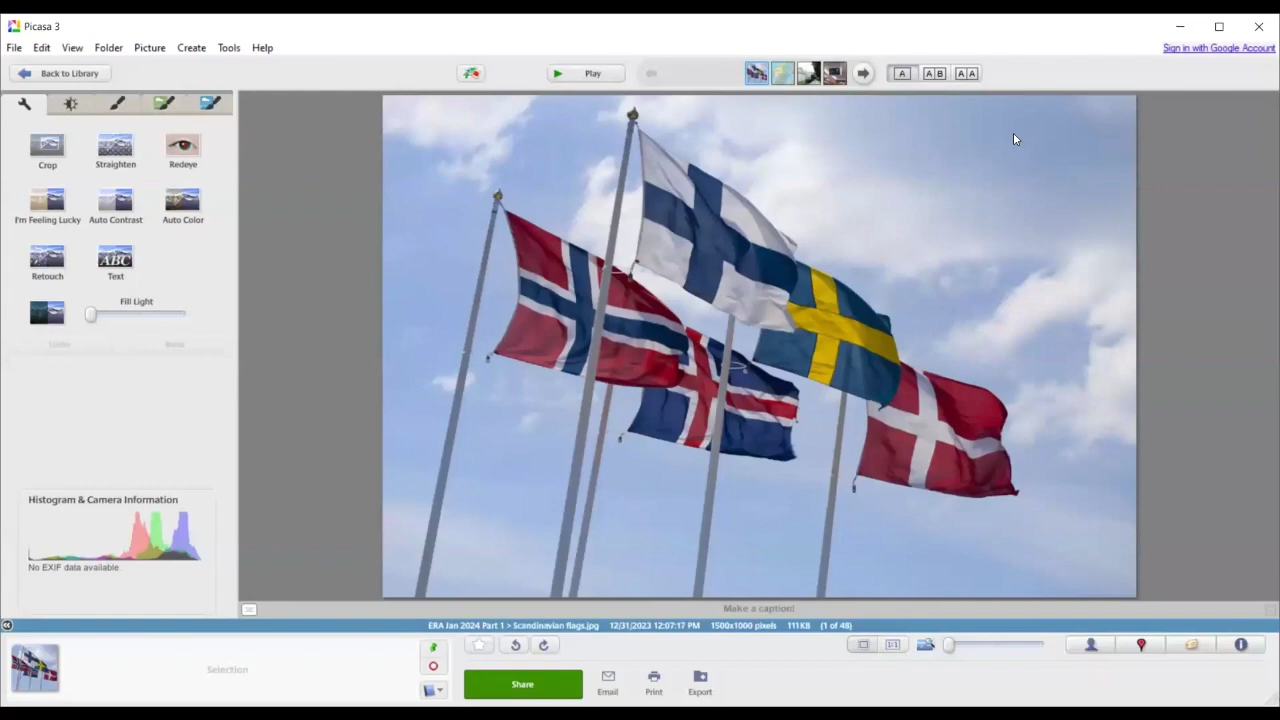 Picasa 3
File Edit View Folder Picture Create Tools Help
Sign in with Google Account
Back to Library
Play
A
A B
A A
Crop
Straighten
Redeye
I'm Feeling Lucky
Auto Contrast
Auto Color
Retouch
ABC
Text
Fill Light
Histogram & Camera Information
No EXIF data available.
Make a caption!
ERA Jan 2024 Part 1 > Scandinavian flags.jpg 12/31/2023 12:07:17 PM 1500x1000 pixels 111KB (1 of 48)
1:1
Selection
Share
Email
Print
Export